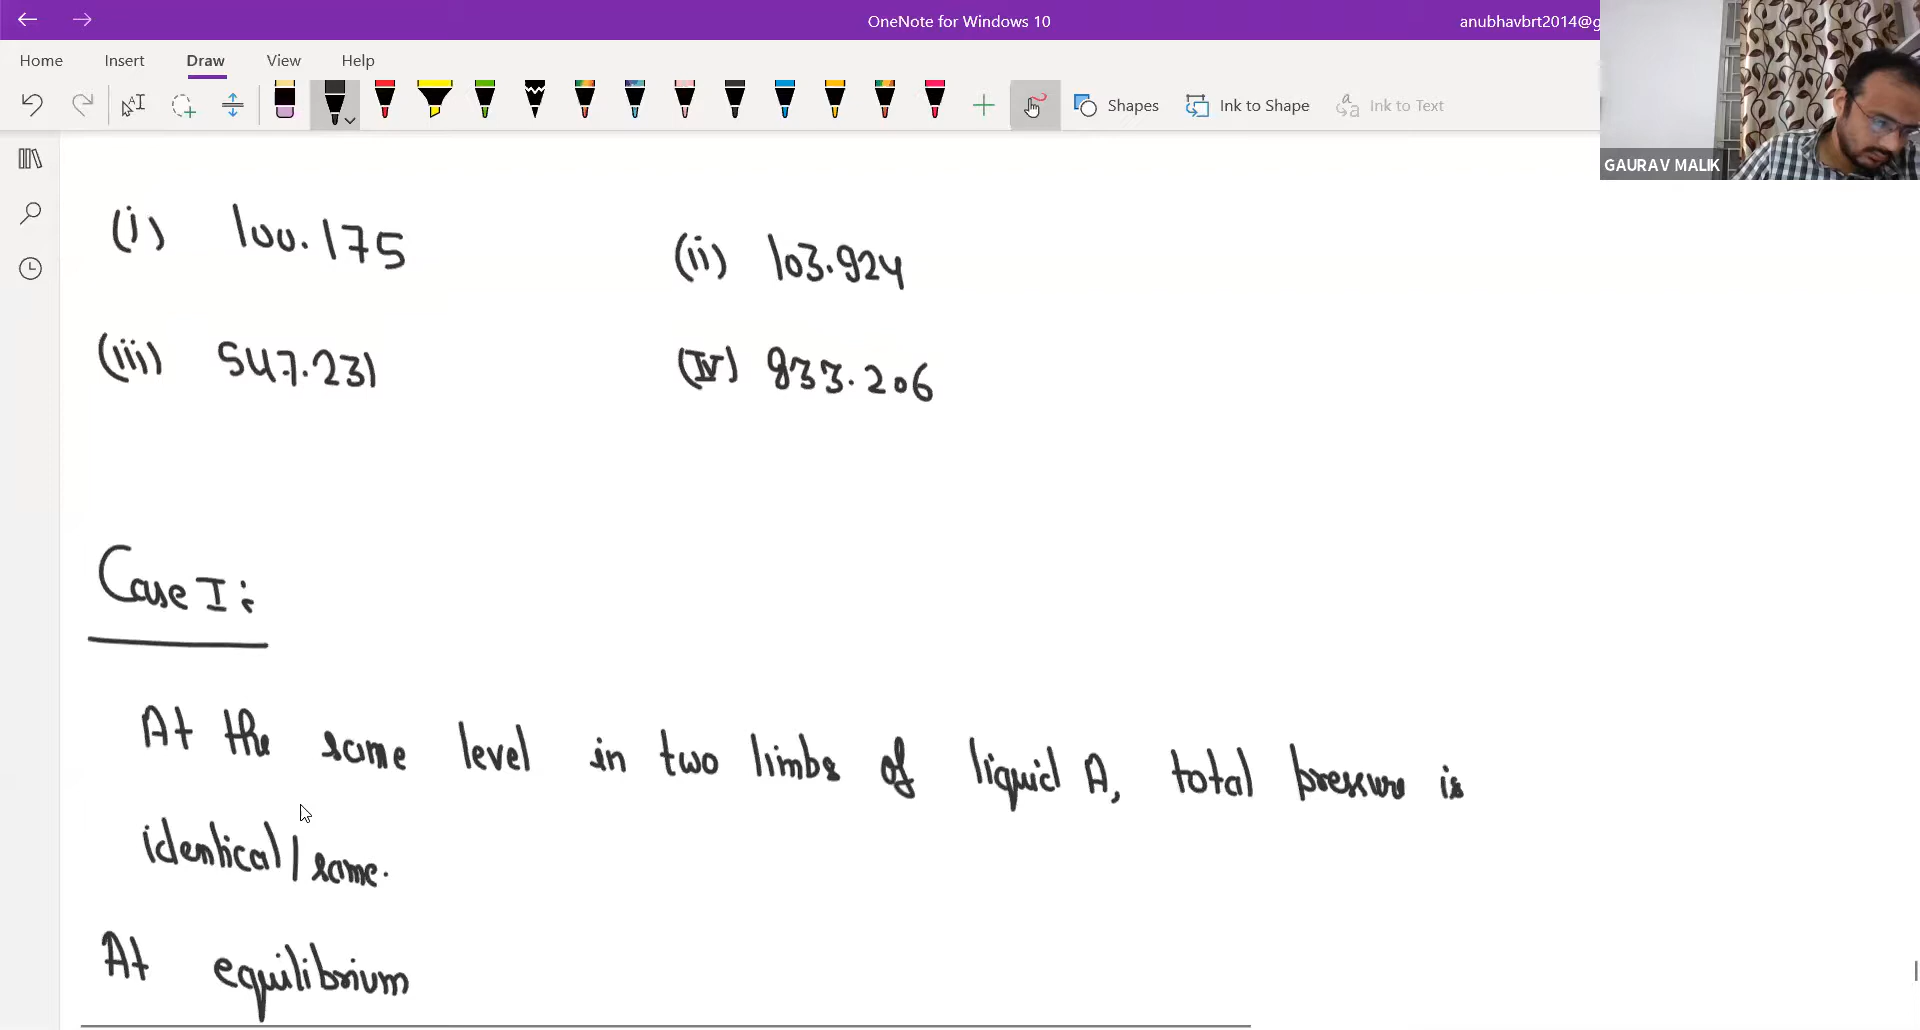 OneNote for Windows 10
anubhavbrt2014@g
Home Insert Draw View Help
Shapes Ink to Shape Ink to Text
GAURAV MALIK
(i) 100.175 (ii) 103.924
(iii) 547.231 (IV) 833.206
Case I:
At the same level in two limbs of liquid A, total pressure is
identical/same.
At equilibrium